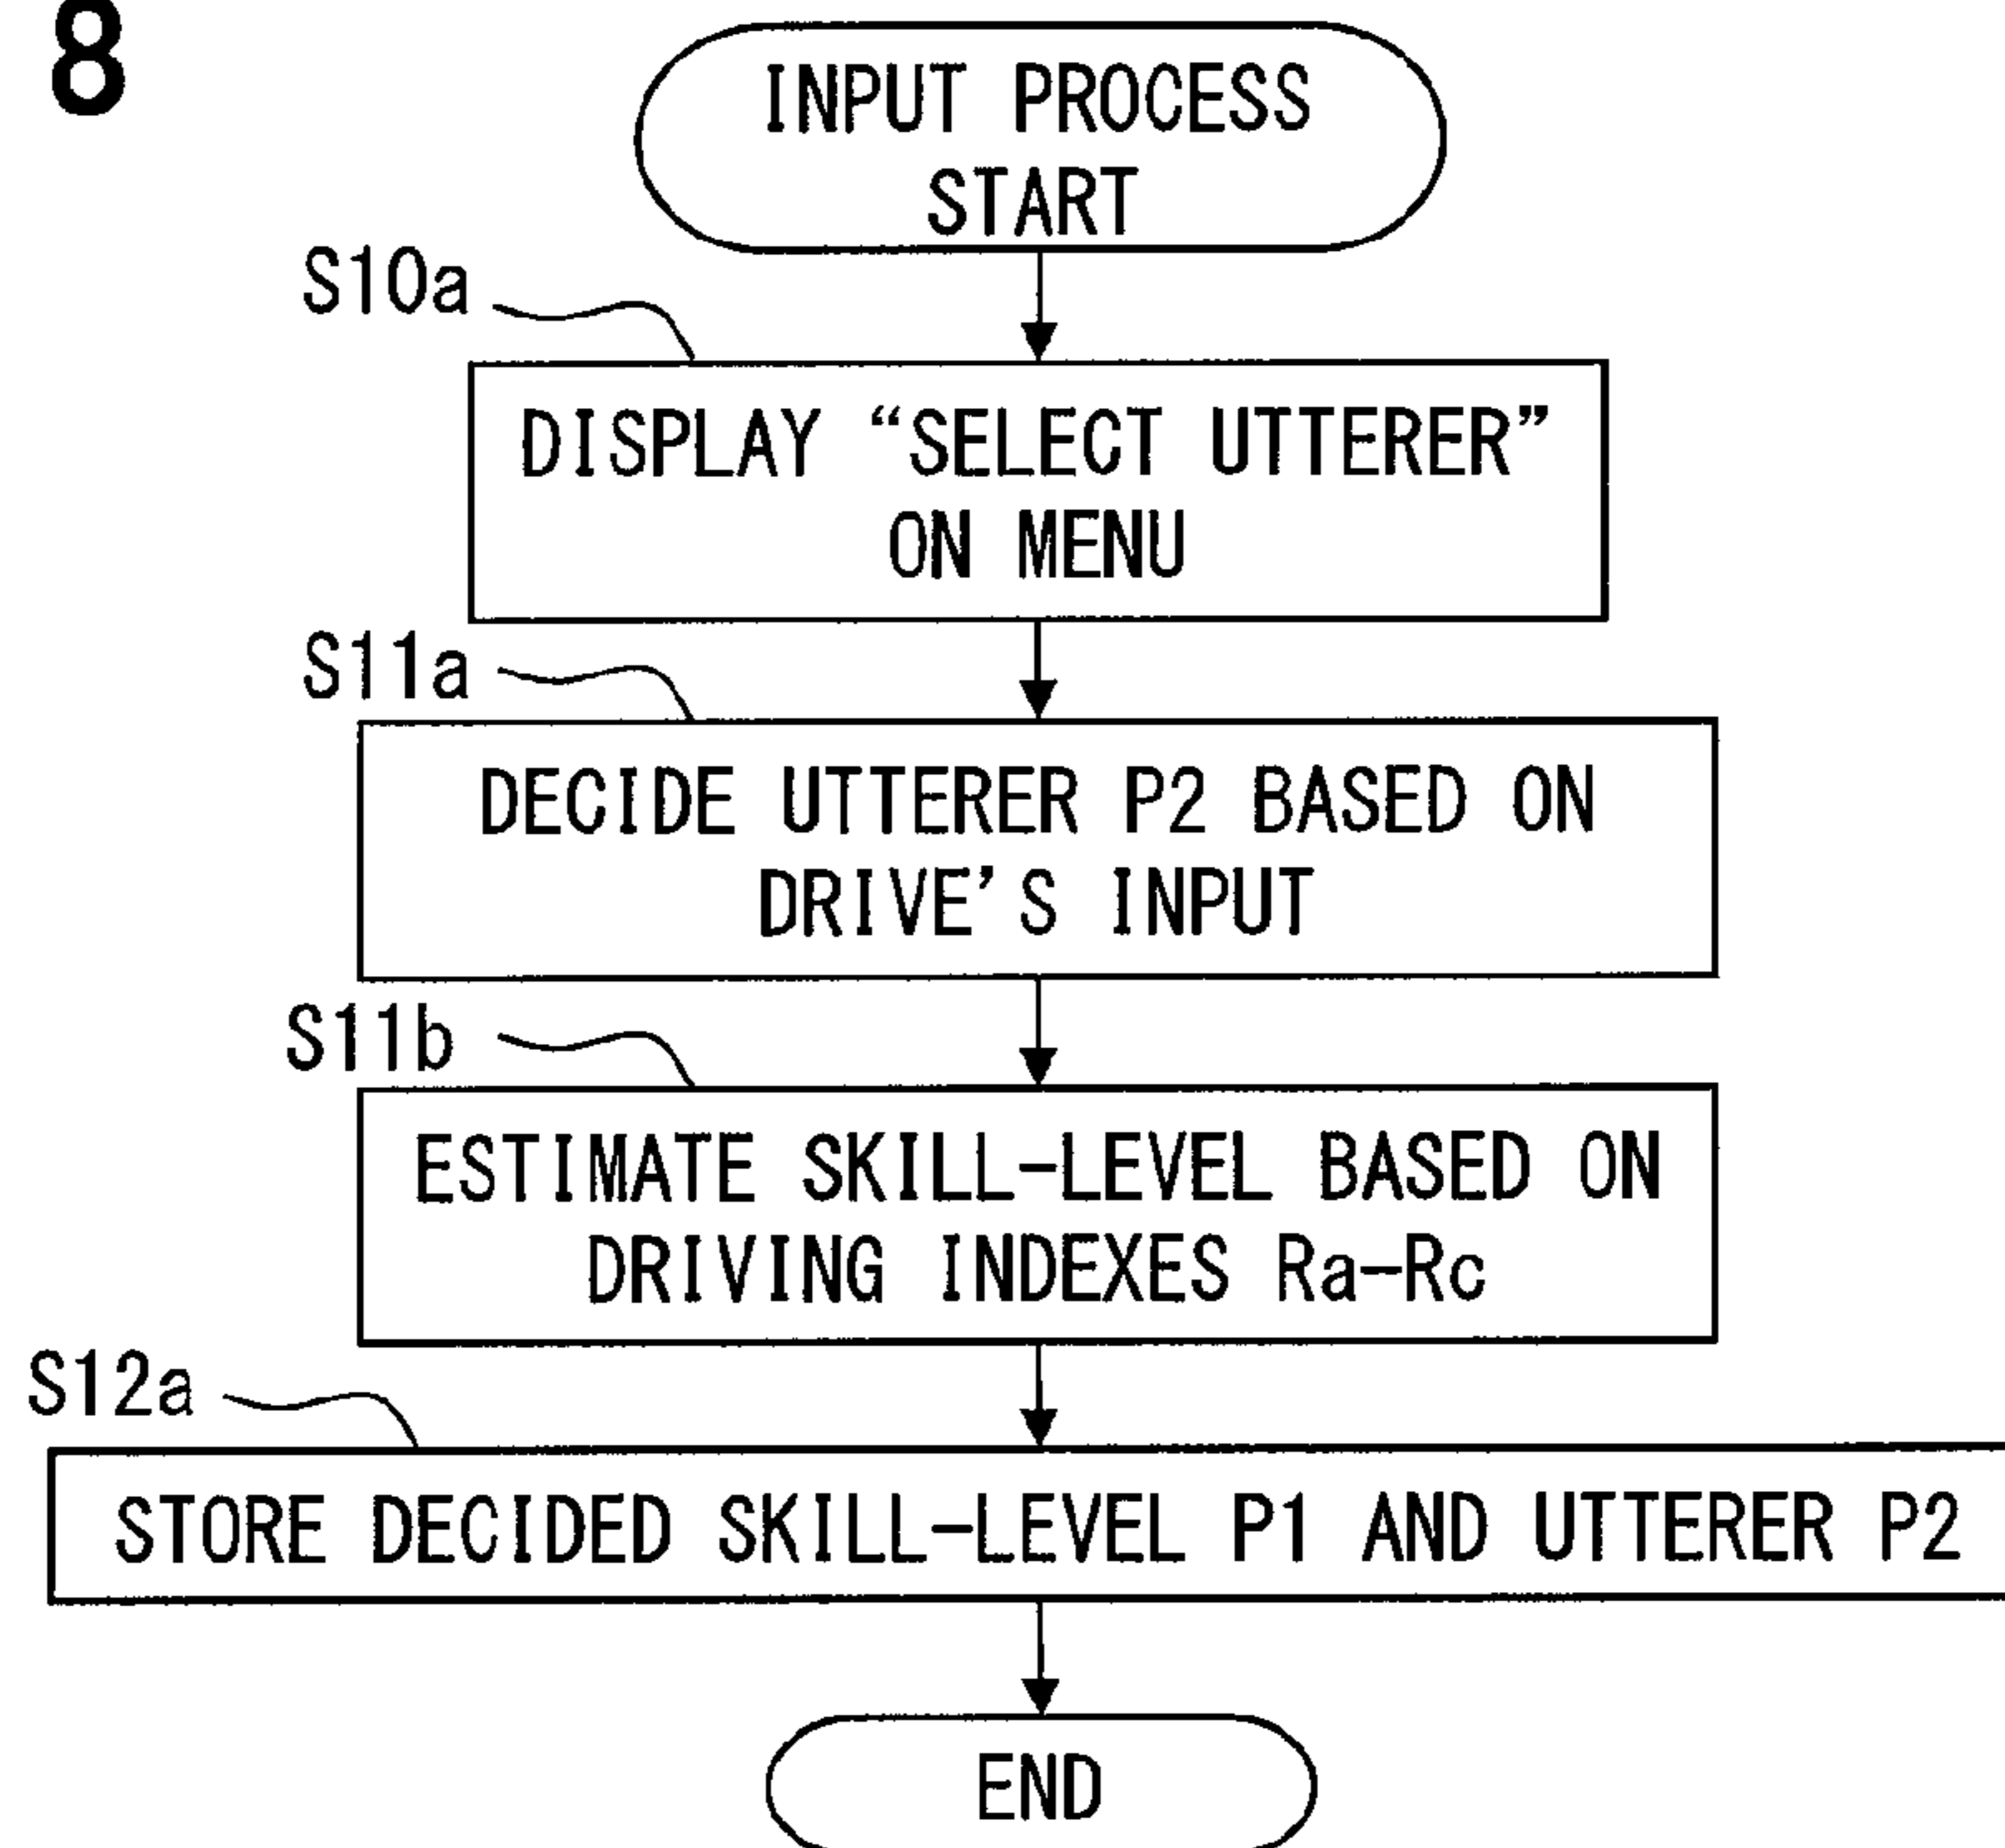 8
INPUT PROCESS
START
S10a
DISPLAY “SELECT UTTERER”
ON MENU
S11a
DECIDE UTTERER P2 BASED ON
DRIVE’S INPUT
S11b
ESTIMATE SKILL-LEVEL BASED ON
DRIVING INDEXES Ra-Rc
S12a
STORE DECIDED SKILL-LEVEL P1 AND UTTERER P2
END